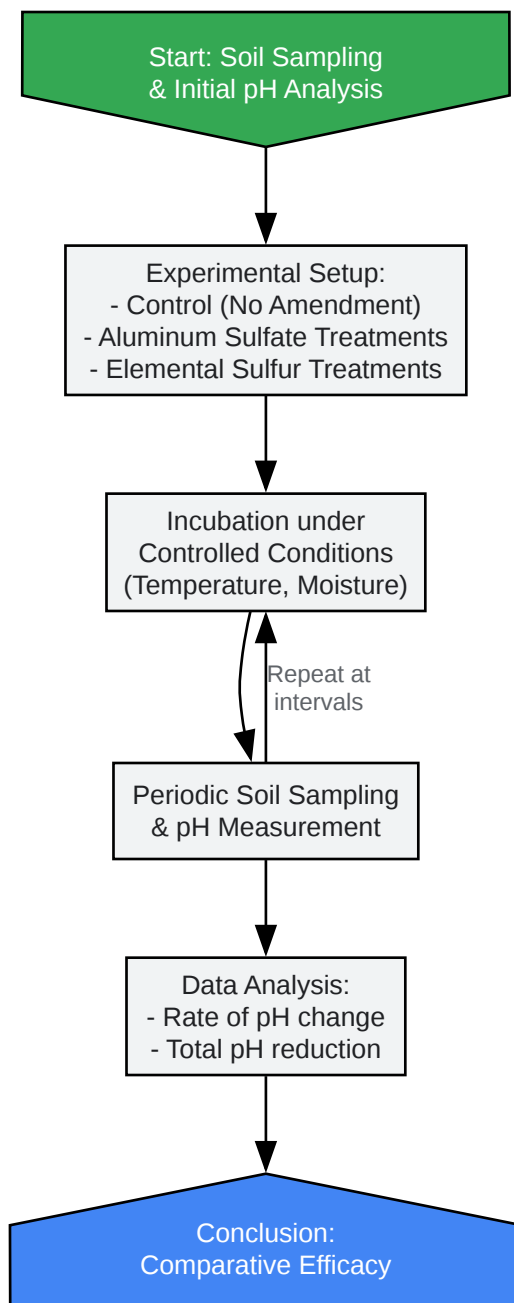 Start: Soil Sampling
& Initial pH Analysis
Experimental Setup:
- Control (No Amendment)
- Aluminum Sulfate Treatments
- Elemental Sulfur Treatments
Incubation under
Controlled Conditions
(Temperature, Moisture)
Repeat at
intervals
Periodic Soil Sampling
& pH Measurement
Data Analysis:
- Rate of pH change
- Total pH reduction
Conclusion:
Comparative Efficacy